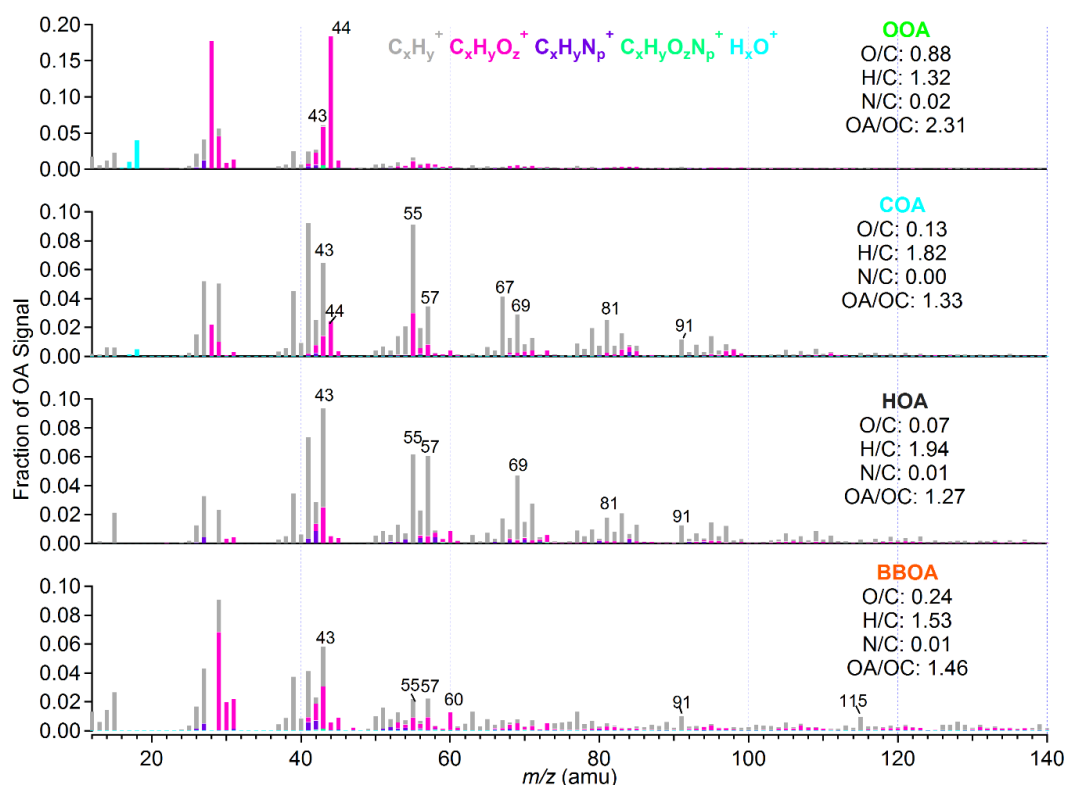 CxHy+ CxHyOz+ CxHyNp+ CxHyOzNp+ HxO+
Fraction of OA Signal
0.20
0.15
0.10
0.05
0.00
43
44
OOA
O/C: 0.88
H/C: 1.32
N/C: 0.02
OA/OC: 2.31
0.10
0.08
0.06
0.04
0.02
0.00
43
44
55
57
67
69
81
91
COA
O/C: 0.13
H/C: 1.82
N/C: 0.00
OA/OC: 1.33
0.10
0.08
0.06
0.04
0.02
0.00
43
55
57
69
81
91
HOA
O/C: 0.07
H/C: 1.94
N/C: 0.01
OA/OC: 1.27
0.10
0.08
0.06
0.04
0.02
0.00
43
55
57
60
91
115
BBOA
O/C: 0.24
H/C: 1.53
N/C: 0.01
OA/OC: 1.46
20 40 60 80 100 120 140
m/z (amu)